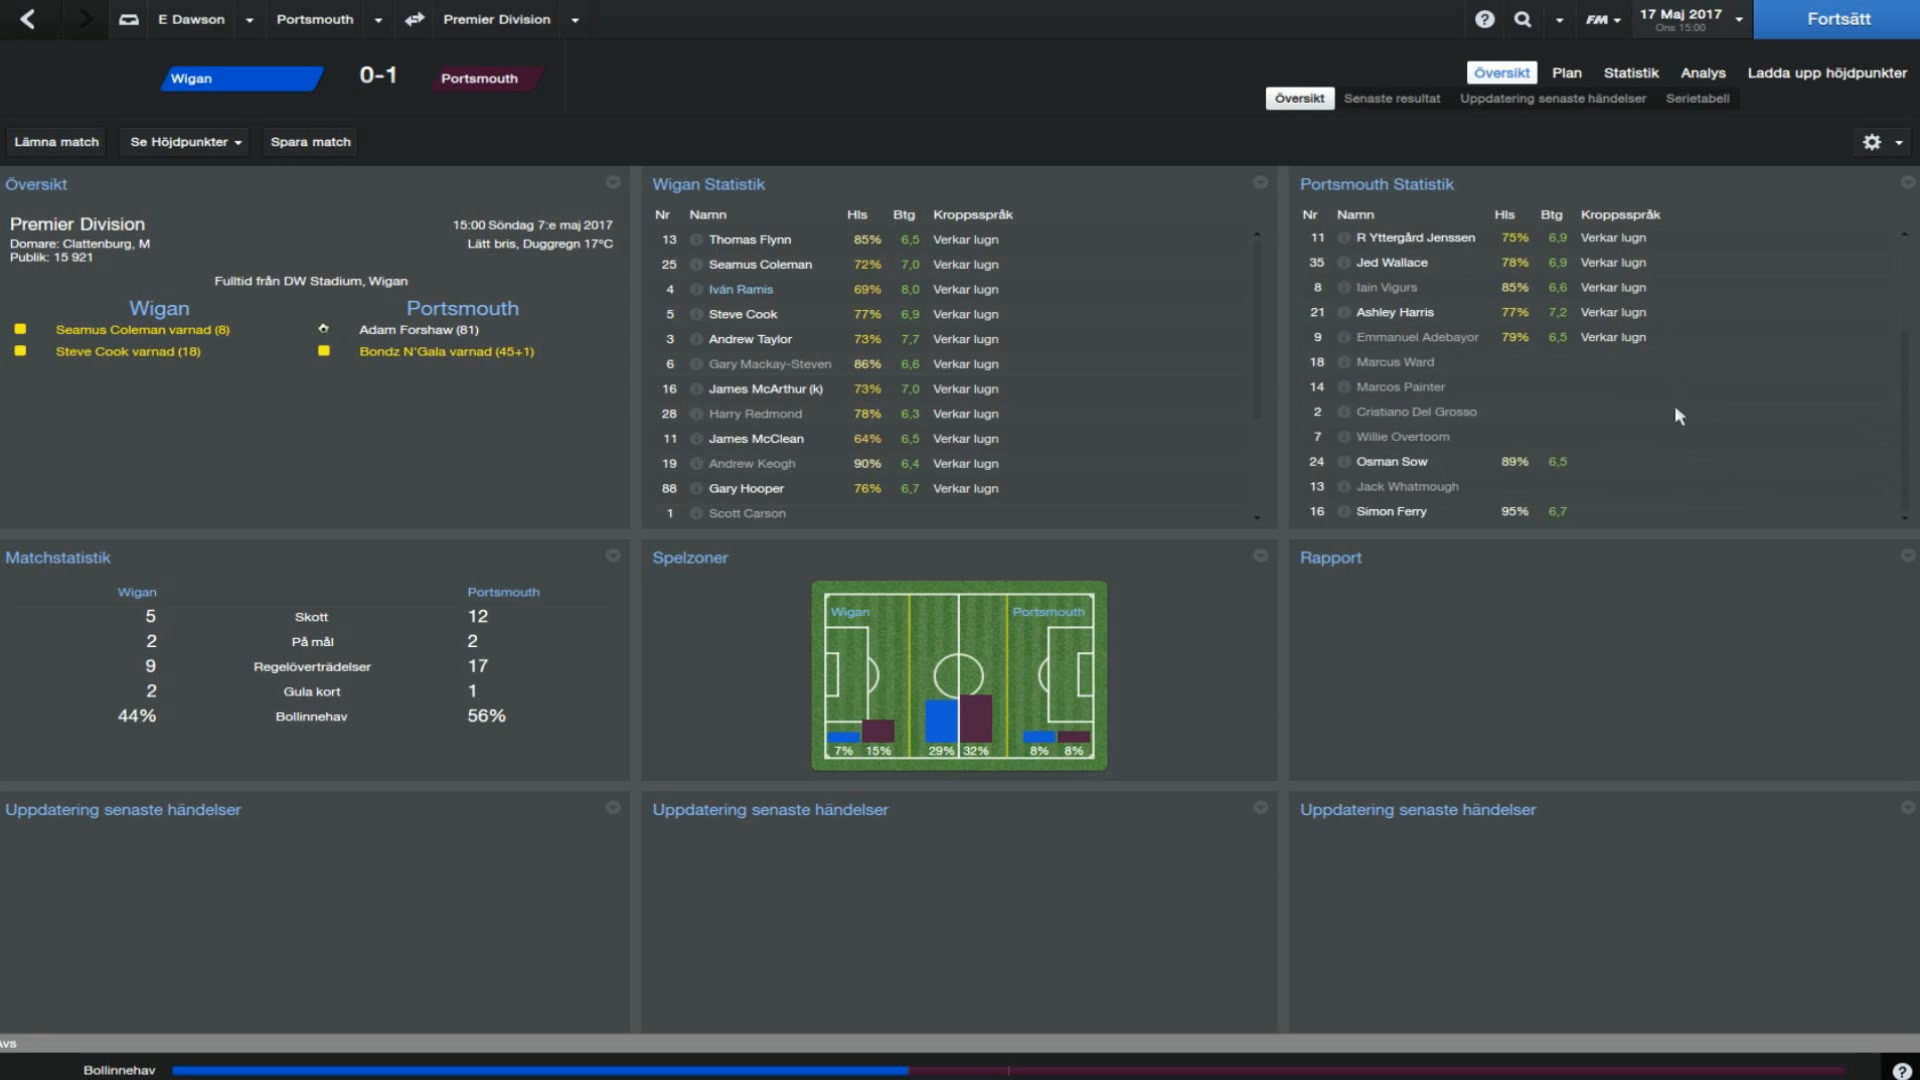 E Dawson Portsmouth Premier Division FM 17 Maj 2017 Fortsätt
Ons 15:00
Wigan 0-1 Portsmouth
Översikt Plan Statistik Analys Ladda upp höjdpunkter
Översikt Senaste resultat Uppdatering senaste händelser Serietabell
Lämna match Se Höjdpunkter Spara match
Översikt
Premier Division 15:00 Söndag 7:e maj 2017
Domare: Clattenburg, M Lätt bris, Duggregn 17°C
Publik: 15 921
Fulltid från DW Stadium, Wigan
Wigan Portsmouth
Seamus Coleman varnad (8) Adam Forshaw (81)
Steve Cook varnad (18) Bondz N'Gala varnad (45+1)
Wigan Statistik
Nr Namn Hls Btg Kroppsspråk
13 Thomas Flynn 85% 6,5 Verkar lugn
25 Seamus Coleman 72% 7,0 Verkar lugn
4 Iván Ramis 69% 8,0 Verkar lugn
5 Steve Cook 77% 6,9 Verkar lugn
3 Andrew Taylor 73% 7,7 Verkar lugn
6 Gary Mackay-Steven 86% 6,6 Verkar lugn
16 James McArthur (k) 73% 7,0 Verkar lugn
28 Harry Redmond 78% 6,3 Verkar lugn
11 James McClean 64% 6,5 Verkar lugn
19 Andrew Keogh 90% 6,4 Verkar lugn
88 Gary Hooper 76% 6,7 Verkar lugn
1 Scott Carson
Portsmouth Statistik
Nr Namn Hls Btg Kroppsspråk
11 R Yttergård Jenssen 75% 6,9 Verkar lugn
35 Jed Wallace 78% 6,9 Verkar lugn
8 Iain Vigurs 85% 6,6 Verkar lugn
21 Ashley Harris 77% 7,2 Verkar lugn
9 Emmanuel Adebayor 79% 6,5 Verkar lugn
18 Marcus Ward
14 Marcos Painter
2 Cristiano Del Grosso
7 Willie Overtoom
24 Osman Sow 89% 6,5
13 Jack Whatmough
16 Simon Ferry 95% 6,7
Matchstatistik
Wigan Portsmouth
5 Skott 12
2 På mål 2
9 Regelöverträdelser 17
2 Gula kort 1
44% Bollinnehav 56%
Spelzoner
Wigan Portsmouth
7% 15% 29% 32% 8% 8%
Rapport
Uppdatering senaste händelser
Uppdatering senaste händelser
Uppdatering senaste händelser
Avs
Bollinnehav